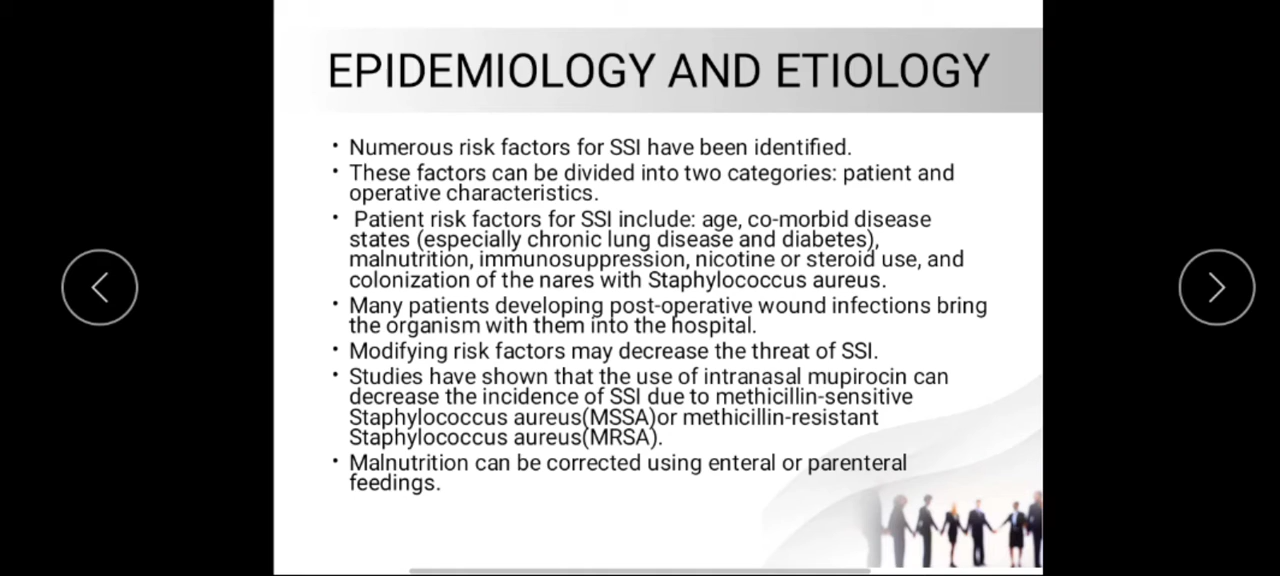 EPIDEMIOLOGY AND ETIOLOGY
• Numerous risk factors for SSI have been identified.
• These factors can be divided into two categories: patient and
operative characteristics.
• Patient risk factors for SSI include: age, co-morbid disease
states (especially chronic lung disease and diabetes),
malnutrition, immunosuppression, nicotine or steroid use, and
colonization of the nares with Staphylococcus aureus.
• Many patients developing post-operative wound infections bring
the organism with them into the hospital.
• Modifying risk factors may decrease the threat of SSI.
• Studies have shown that the use of intranasal mupirocin can
decrease the incidence of SSI due to methicillin-sensitive
Staphylococcus aureus(MSSA)or methicillin-resistant
Staphylococcus aureus(MRSA).
• Malnutrition can be corrected using enteral or parenteral
feedings.